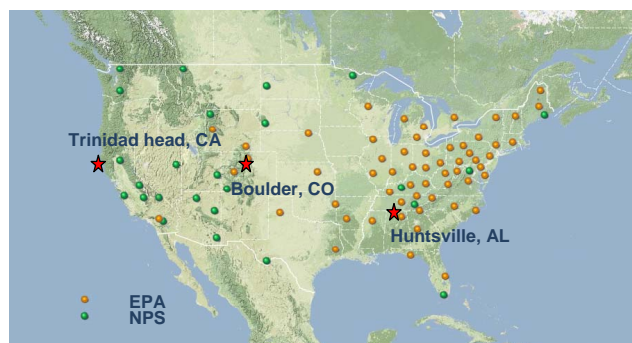 Trinidad head, CA
Boulder, CO
Huntsville, AL
EPA
NPS